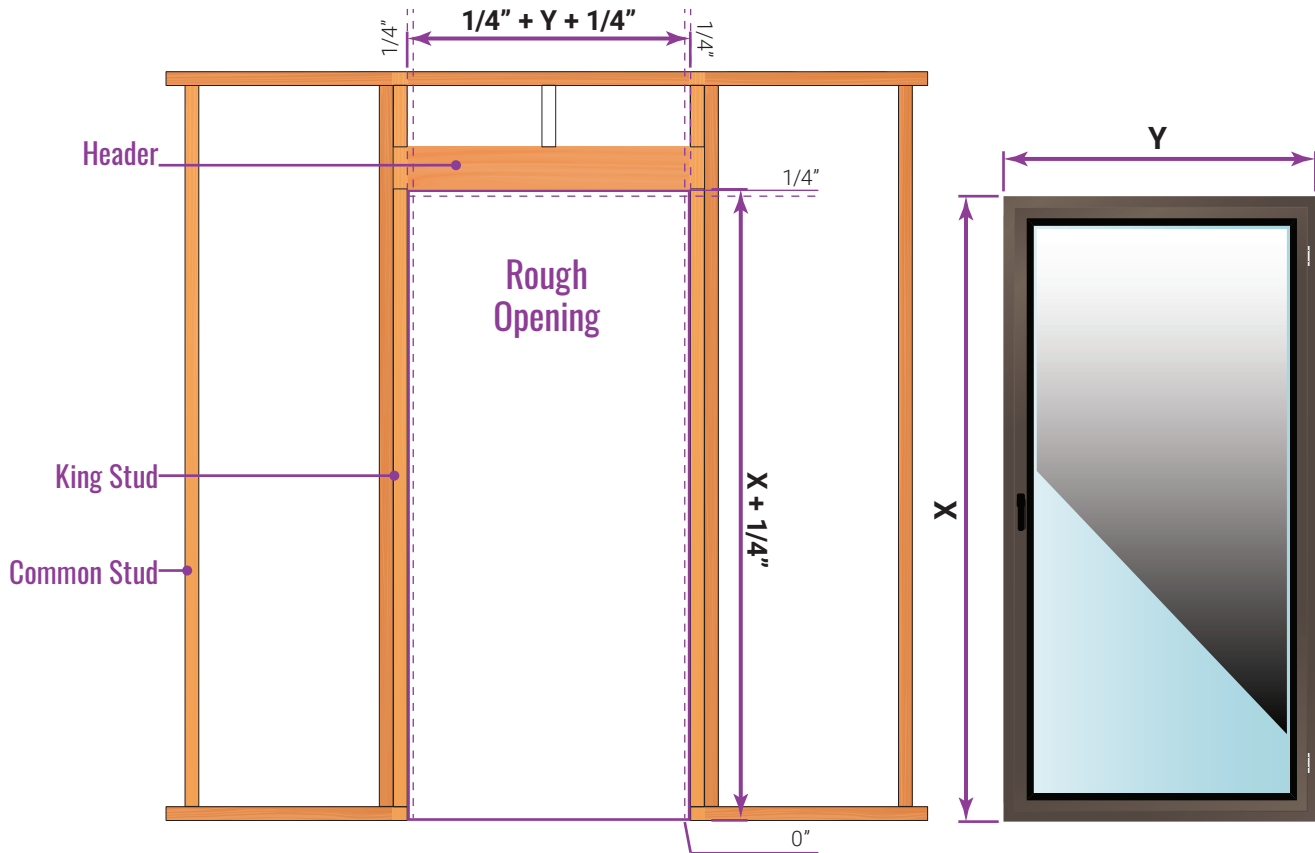 1/4” + Y + 1/4”
1/4”
1/4”
Header
1/4”
Y
Rough
Opening
King Stud
X + 1/4”
X
Common Stud
0”